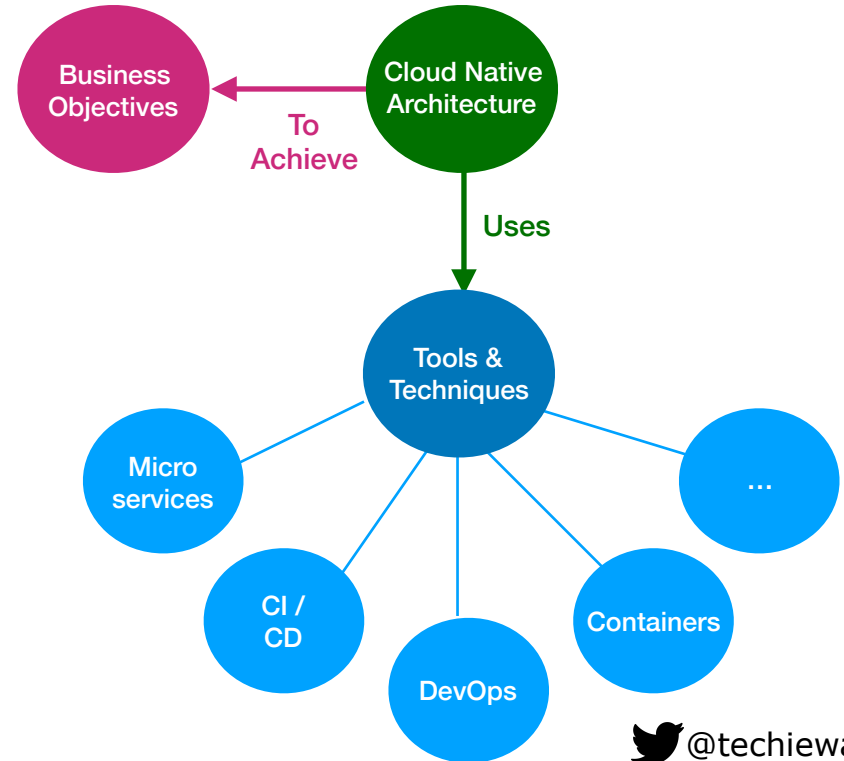 Business
Objectives
Cloud Native
Architecture
To
Achieve
Uses
Tools &
Techniques
Micro
services
...
CI /
CD
Containers
DevOps